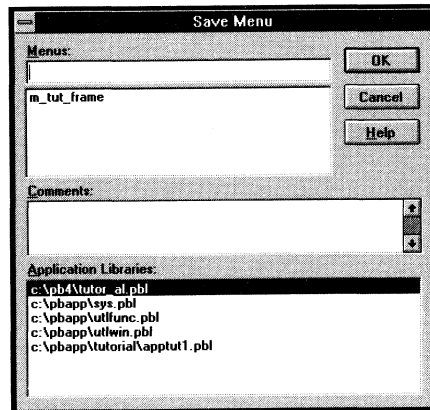 Save Menu
Menus:
OK
m_tut_frame
Cancel
Help
Comments:
Application Libraries:
c:\pb4\tutor_al.pbl
c:\pbapp\sys.pbl
c:\pbapp\utlfunc.pbl
c:\pbapp\utlwin.pbl
c:\pbapp\tutorial\apptut1.pbl